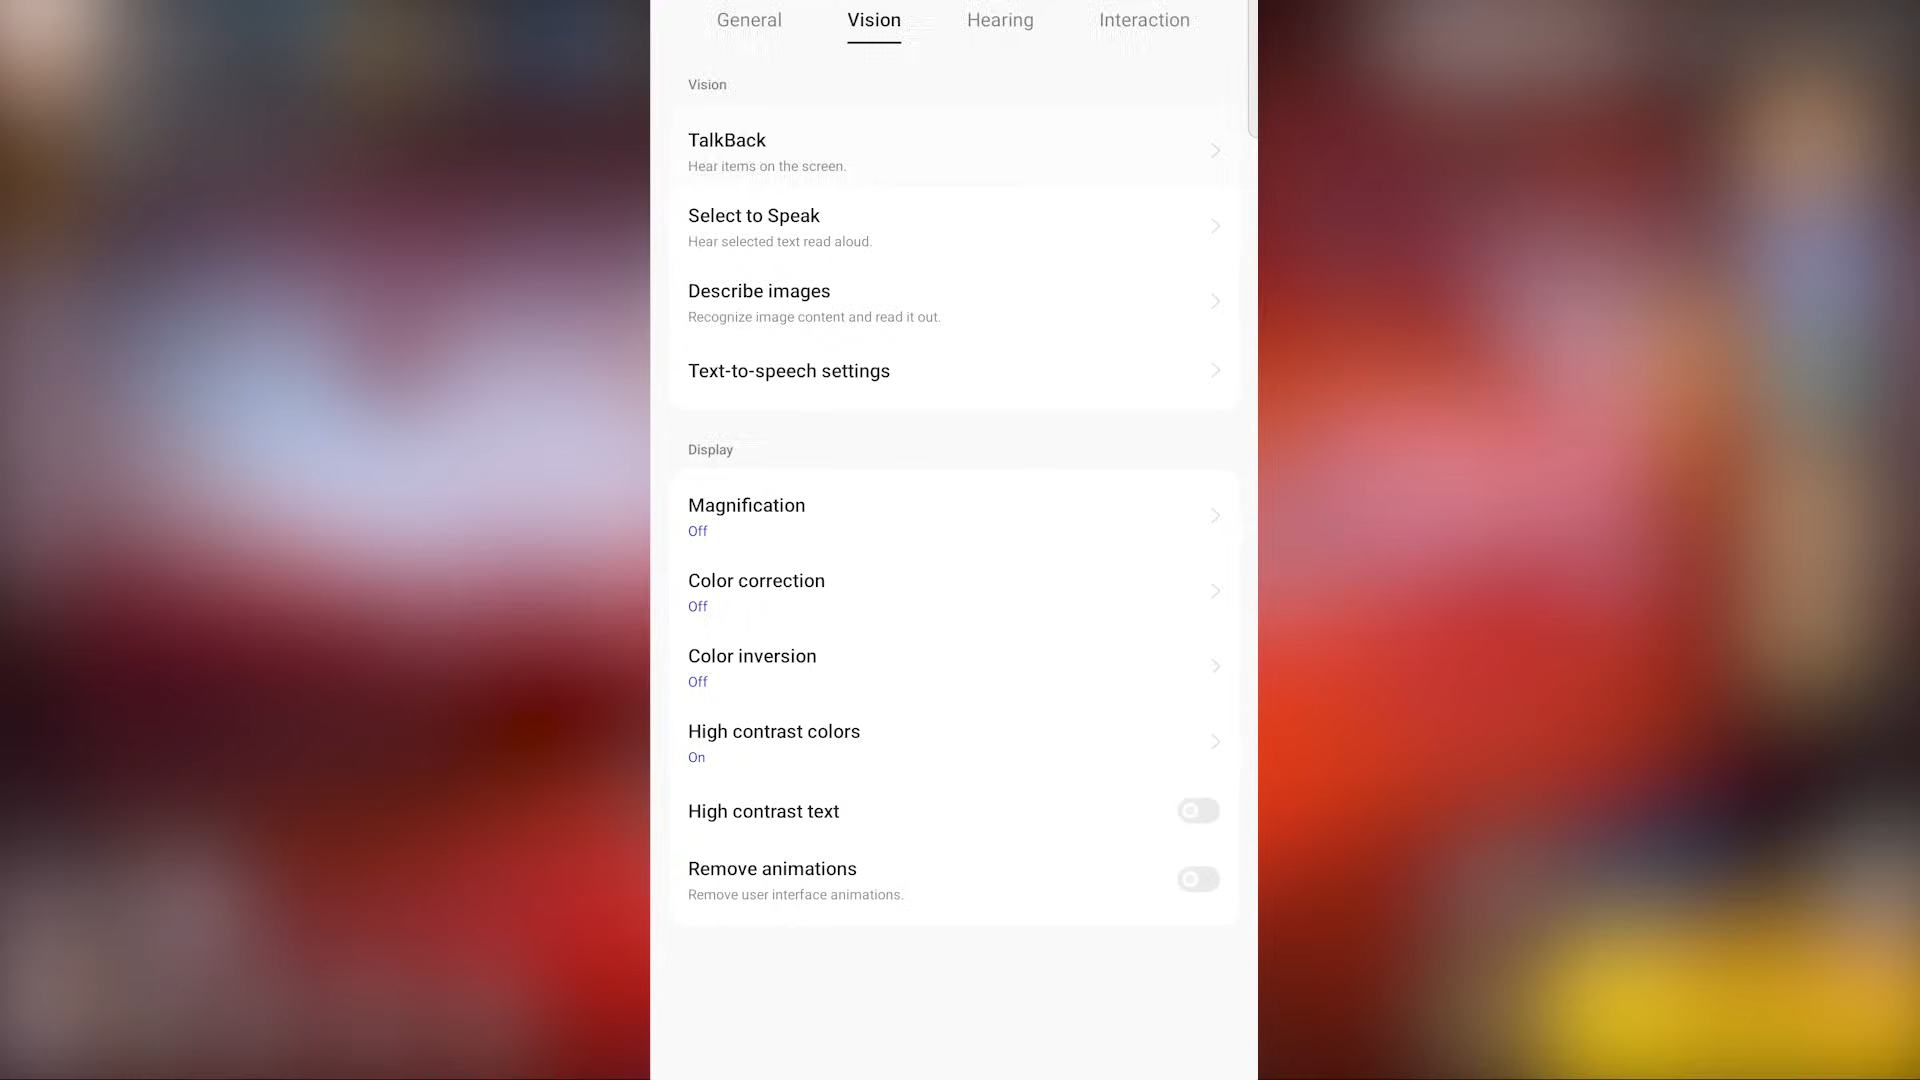 General Vision Hearing Interaction
Vision
TalkBack
Hear items on the screen.
Select to Speak
Hear selected text read aloud.
Describe images
Recognize image content and read it out.
Text-to-speech settings
Display
Magnification
Off
Color correction
Off
Color inversion
Off
High contrast colors
On
High contrast text
Remove animations
Remove user interface animations.